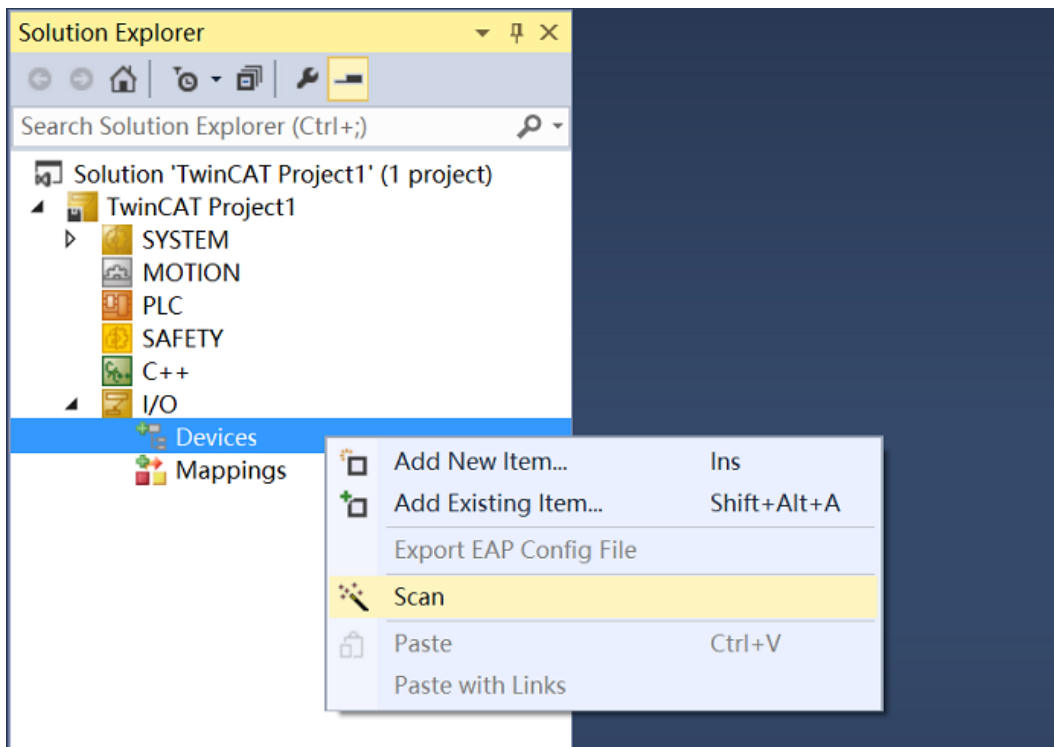 Solution Explorer
Search Solution Explorer (Ctrl+;)
Solution 'TwinCAT Project1' (1 project)
TwinCAT Project1
SYSTEM
MOTION
PLC
SAFETY
C++
I/O
Devices
Mappings
Add New Item... Ins
Add Existing Item... Shift+Alt+A
Export EAP Config File
Scan
Paste Ctrl+V
Paste with Links